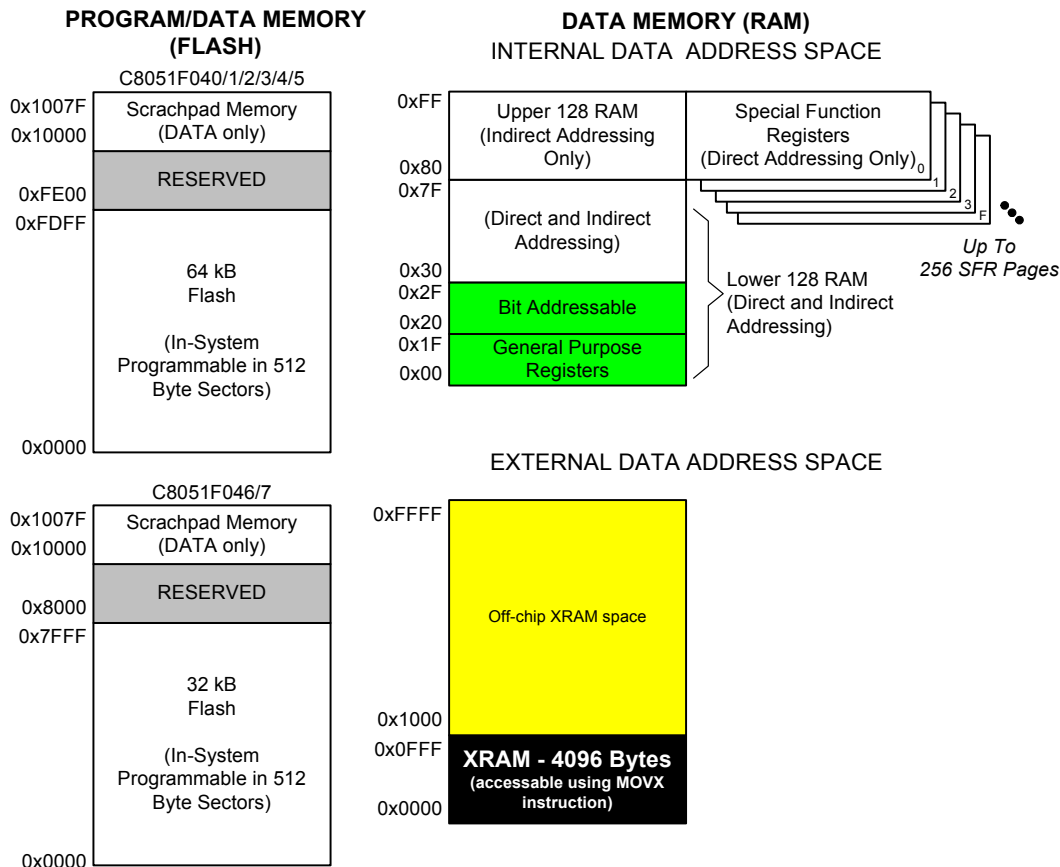 PROGRAM/DATA MEMORY
(FLASH)
C8051F040/1/2/3/4/5
0x1007F
Scrachpad Memory
(DATA only)
0x10000
RESERVED
0xFE00
0xFDFF
64 kB
Flash
(In-System
Programmable in 512
Byte Sectors)
0x0000
C8051F046/7
0x1007F
Scrachpad Memory
(DATA only)
0x10000
RESERVED
0x8000
0x7FFF
32 kB
Flash
(In-System
Programmable in 512
Byte Sectors)
0x0000
DATA MEMORY (RAM)
INTERNAL DATA ADDRESS SPACE
0xFF
Upper 128 RAM
(Indirect Addressing
Only)
0x80
Special Function
Registers
(Direct Addressing Only)
0
1
2
3
F
Up To
256 SFR Pages
0x7F
(Direct and Indirect
Addressing)
0x30
0x2F
Bit Addressable
0x20
0x1F
General Purpose
Registers
0x00
Lower 128 RAM
(Direct and Indirect
Addressing)
EXTERNAL DATA ADDRESS SPACE
0xFFFF
Off-chip XRAM space
0x1000
0x0FFF
XRAM - 4096 Bytes
(accessable using MOVX
instruction)
0x0000